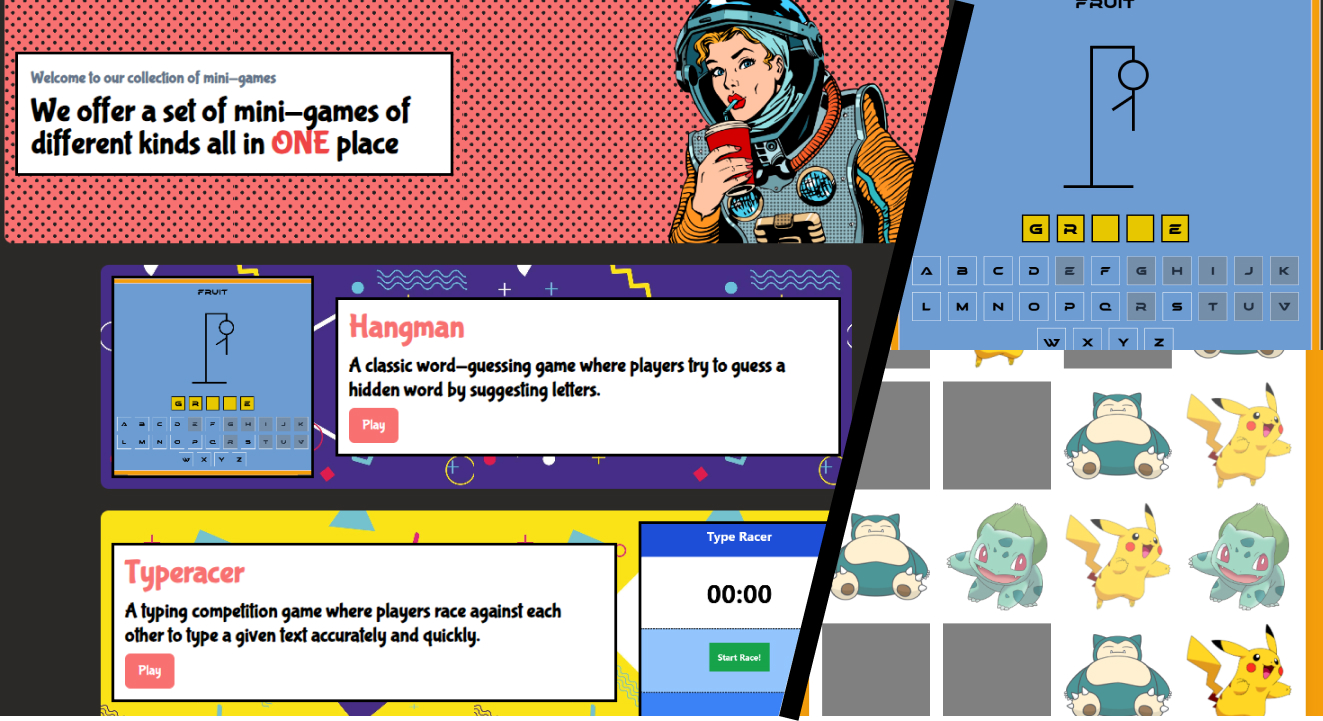 Welcome to our collection of mini-games
We offer a set of mini-games of
different kinds all in ONE place
FRUIT
G R E
A B C D E F G H I J K
L M N O P Q R S T U V
W X Y Z
FRUIT
G R E
A B C D E F G H I J K
L M N O P Q R S T U V
W X Y Z
Hangman
A classic word-guessing game where players try to guess a
hidden word by suggesting letters.
Play
Typeracer
A typing competition game where players race against each
other to type a given text accurately and quickly.
Play
Type Racer
00:00
Start Race!